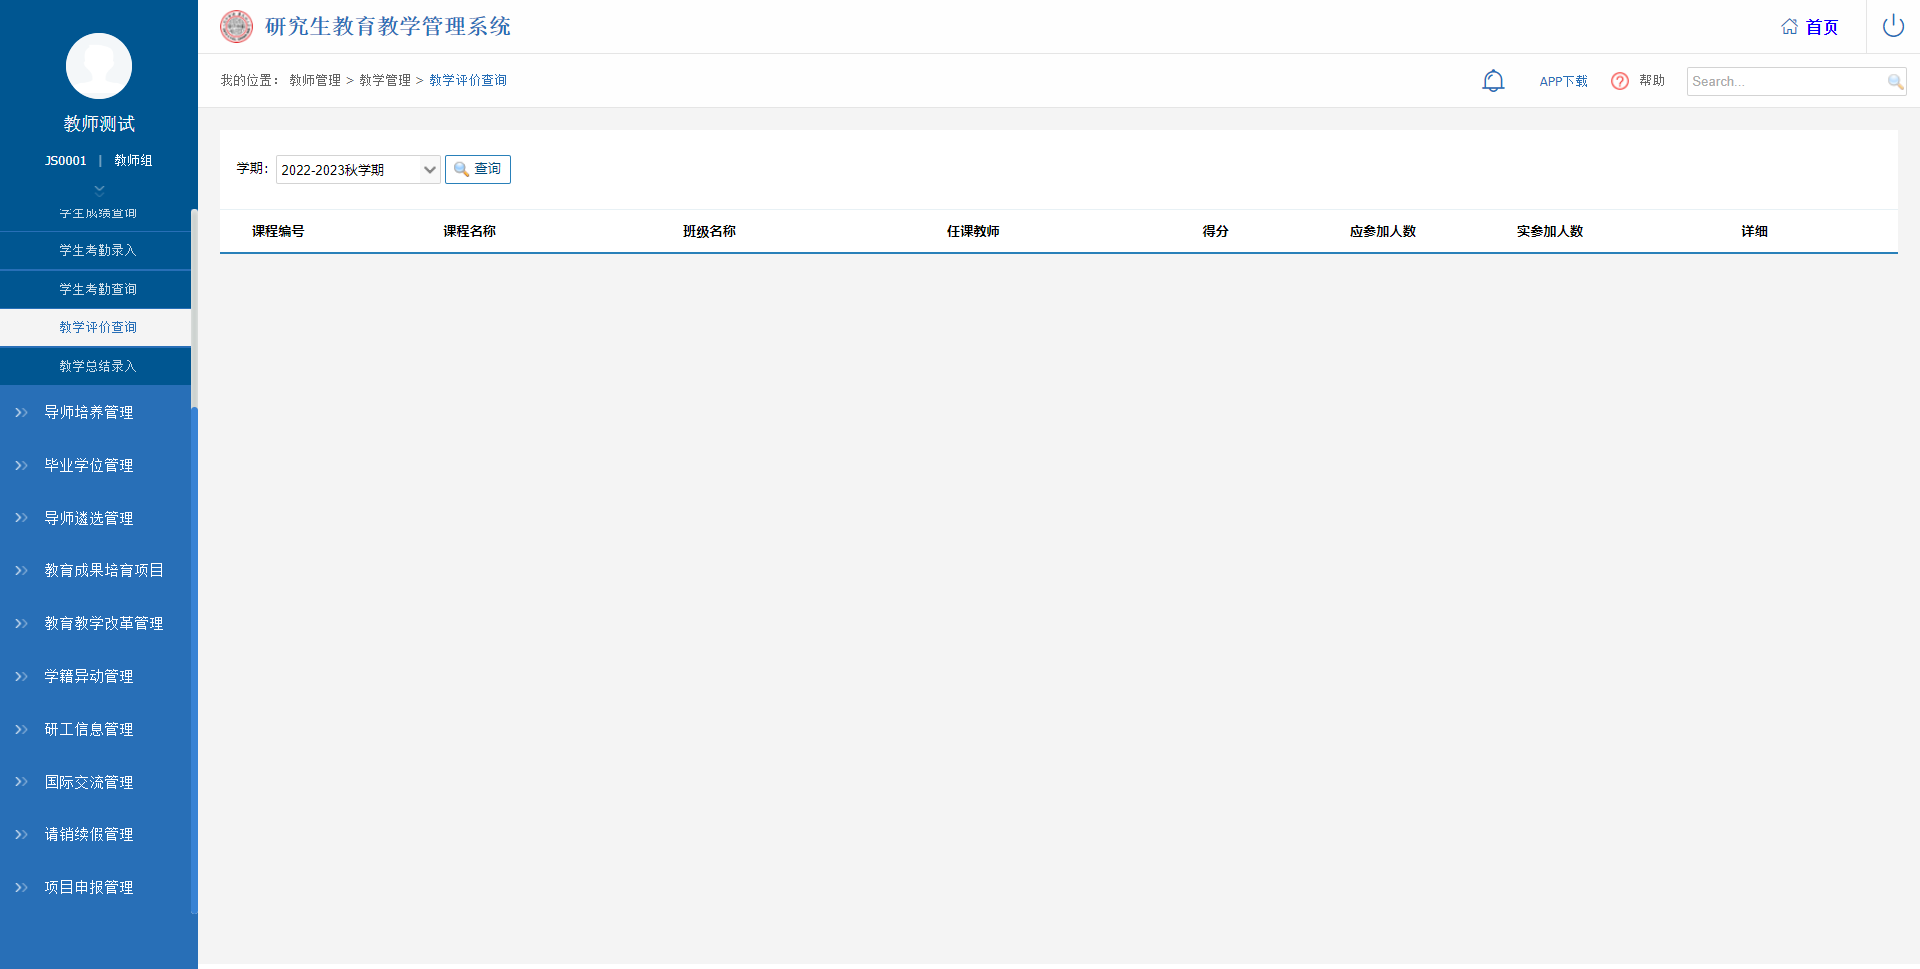 研究生教育教学管理系统
首页
我的位置： 教师管理 > 教学管理 > 教学评价查询
APP下载
帮助
Search...
教师测试
JS0001 | 教师组
学生成绩查询
学生考勤录入
学生考勤查询
教学评价查询
教学总结录入
导师培养管理
毕业学位管理
导师遴选管理
教育成果培育项目
教育教学改革管理
学籍异动管理
研工信息管理
国际交流管理
请销续假管理
项目申报管理
学期： 2022-2023秋学期 查询
课程编号 课程名称 班级名称 任课教师 得分 应参加人数 实参加人数 详细